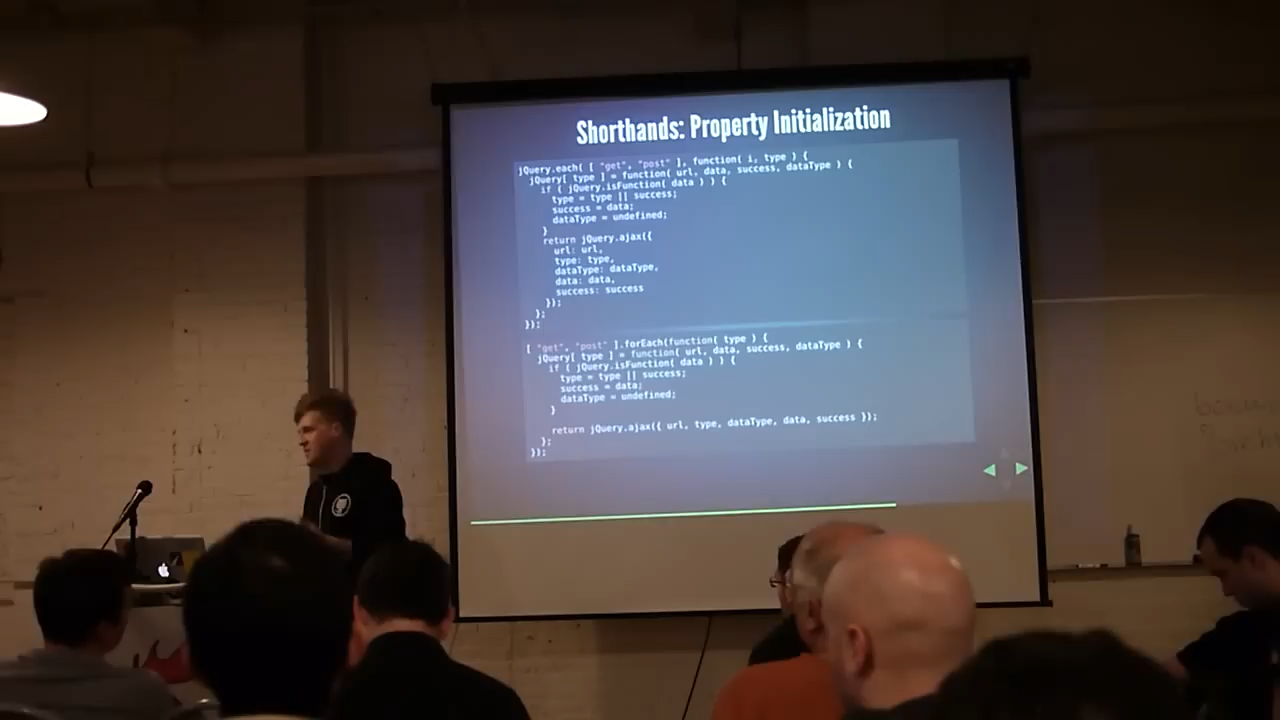 Shorthands: Property Initialization
jQuery.each( [ "get", "post" ], function( i, type ) {
jQuery[ type ] = function( url, data, success, dataType ) {
if ( jQuery.isFunction( data ) ) {
type = type || success;
success = data;
dataType = undefined;
}
return jQuery.ajax({
url: url,
type: type,
dataType: dataType,
data: data,
success: success
});
};
});
[ "get", "post" ].forEach(function( type ) {
jQuery[ type ] = function( url, data, success, dataType ) {
if ( jQuery.isFunction( data ) ) {
type = type || success;
success = data;
dataType = undefined;
}
return jQuery.ajax({ url, type, dataType, data, success });
};
});